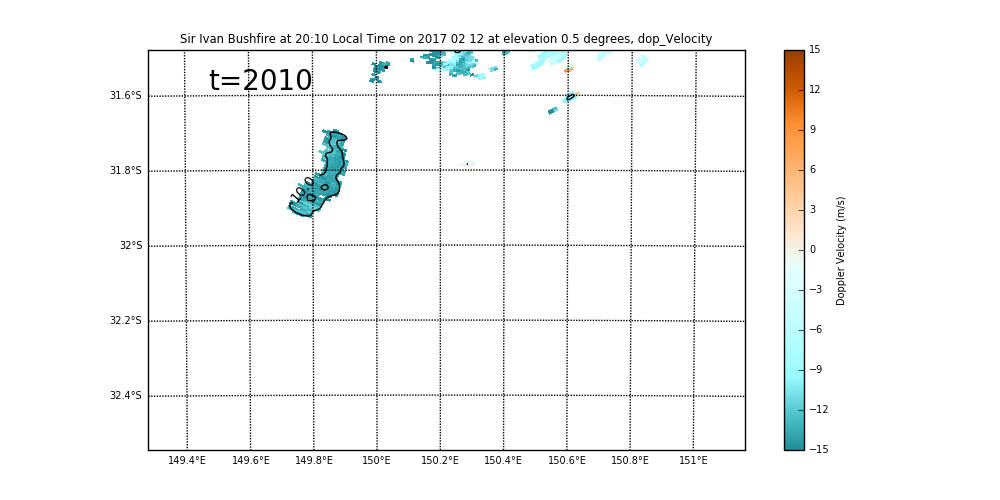 Sir Ivan Bushfire at 20:10 Local Time on 2017 02 12 at elevation 0.5 degrees, dop_Velocity
t=2010
31.6°S
31.8°S
32°S
32.2°S
32.4°S
149.4°E 149.6°E 149.8°E 150°E 150.2°E 150.4°E 150.6°E 150.8°E 151°E
15
12
9
6
3
0
−3
−6
−9
−12
−15
Doppler Velocity (m/s)